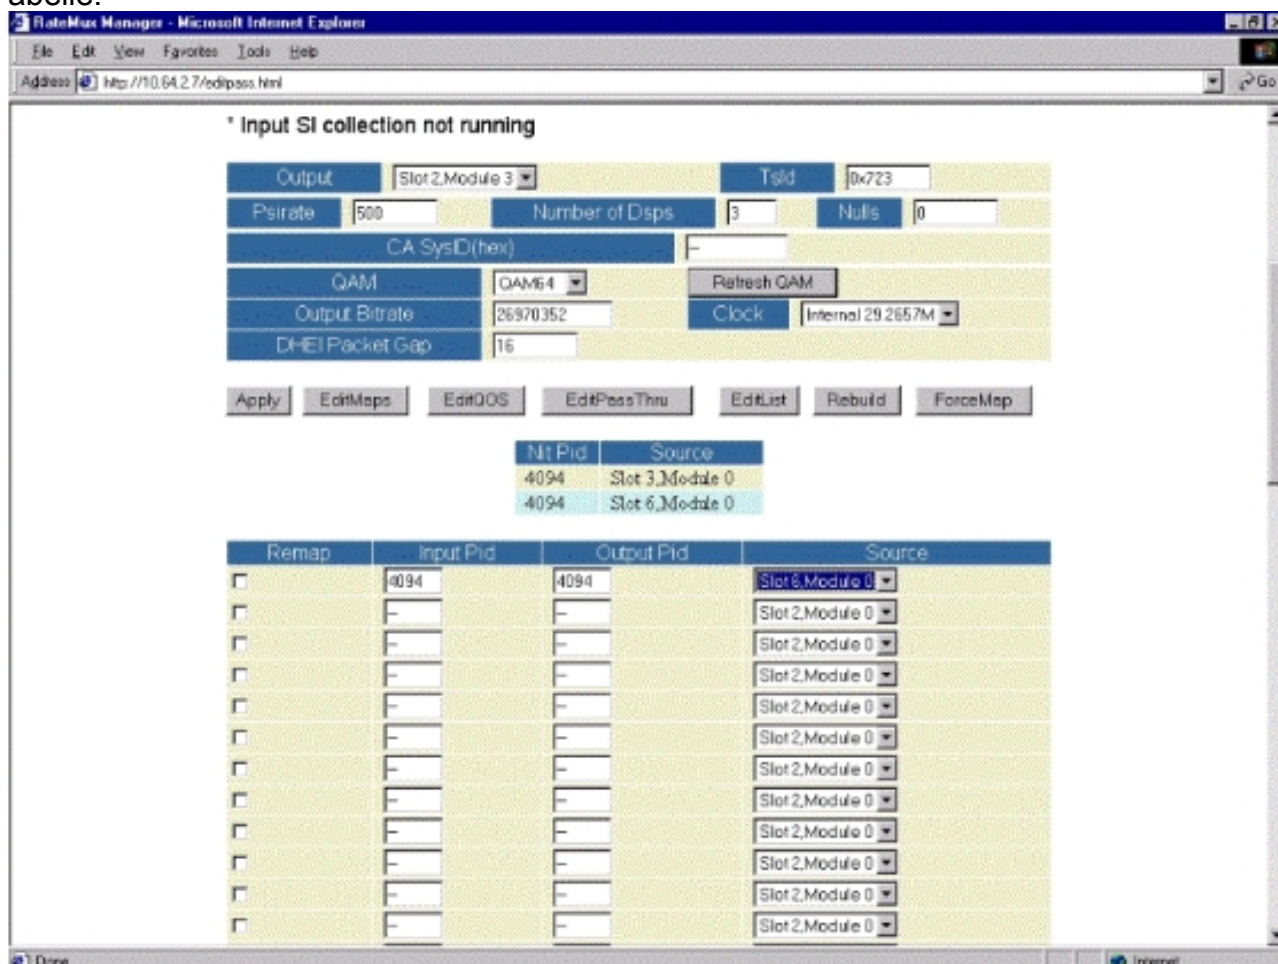 RateMux Manager - Microsoft Internet Explorer
File Edit View Favorites Tools Help
Address http://10.64.2.7/editpass.html Go
* Input SI collection not running
Output Slot 2,Module 3 TsId 0x723
Psirate 500 Number of Dsps 3 Nulls 0
CA SysID(hex) --
QAM QAM64 Refresh QAM
Output Bitrate 26970352 Clock Internal 29.2657M
DHEI Packet Gap 16
Apply EditMaps EditQOS EditPassThru EditList Rebuild ForceMap
Nit Pid Source
4094 Slot 3,Module 0
4094 Slot 6,Module 0
Remap Input Pid Output Pid Source
4094 4094 Slot 6,Module 0
-- -- Slot 2,Module 0
-- -- Slot 2,Module 0
-- -- Slot 2,Module 0
-- -- Slot 2,Module 0
-- -- Slot 2,Module 0
-- -- Slot 2,Module 0
-- -- Slot 2,Module 0
-- -- Slot 2,Module 0
-- -- Slot 2,Module 0
-- -- Slot 2,Module 0
-- -- Slot 2,Module 0
Done Internet